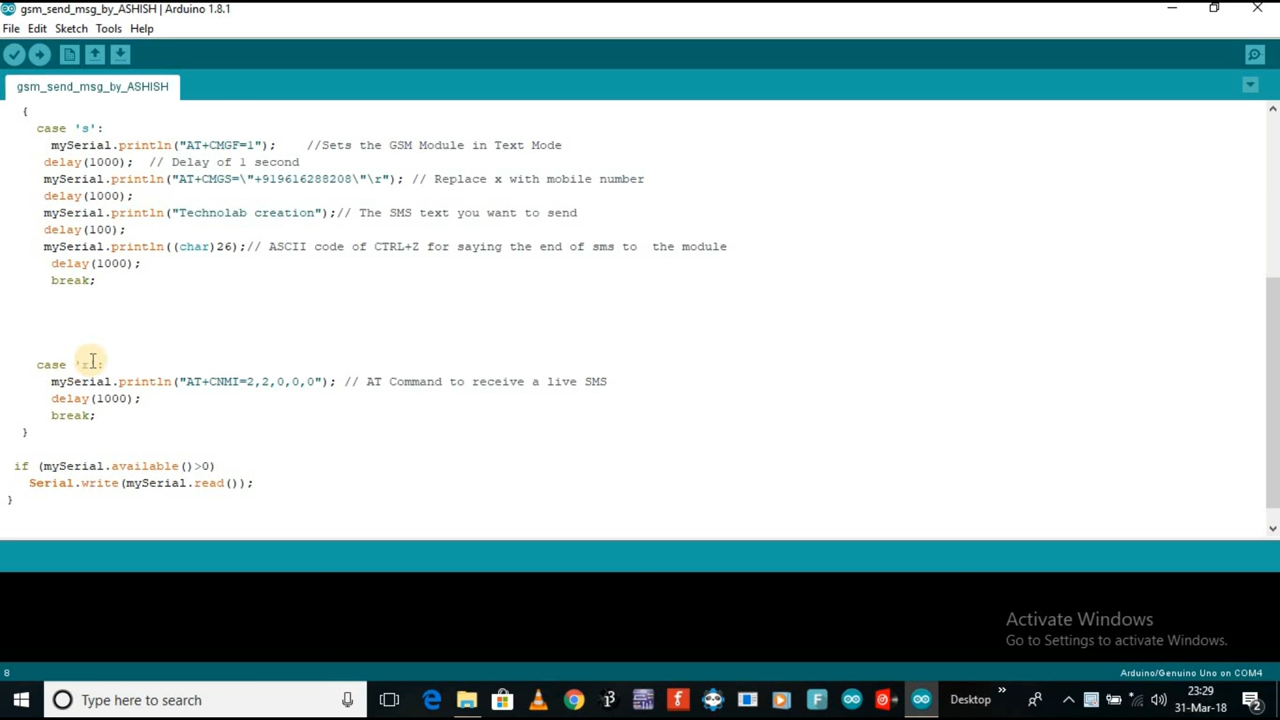 gsm_send_msg_by_ASHISH | Arduino 1.8.1
File Edit Sketch Tools Help
gsm_send_msg_by_ASHISH
{
case 's':
mySerial.println("AT+CMGF=1"); //Sets the GSM Module in Text Mode
delay(1000); // Delay of 1 second
mySerial.println("AT+CMGS=\"+919616288208\"\r"); // Replace x with mobile number
delay(1000);
mySerial.println("Technolab creation");// The SMS text you want to send
delay(100);
mySerial.println((char)26);// ASCII code of CTRL+Z for saying the end of sms to  the module
delay(1000);
break;
case 'r':
mySerial.println("AT+CNMI=2,2,0,0,0"); // AT Command to receive a live SMS
delay(1000);
break;
}
if (mySerial.available()>0)
Serial.write(mySerial.read());
}
Activate Windows
Go to Settings to activate Windows.
8 Arduino/Genuino Uno on COM4
Type here to search Desktop 23:29
31-Mar-18 2